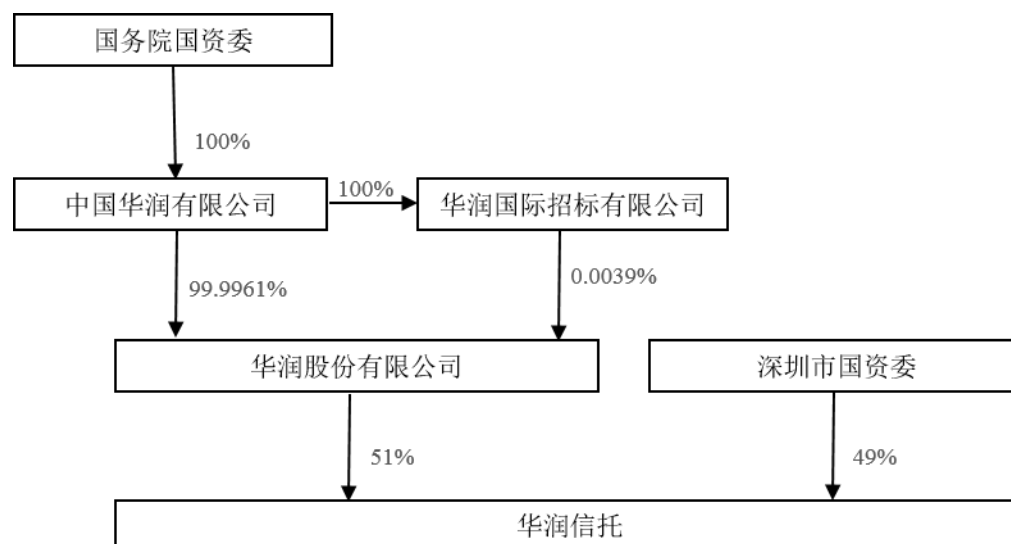 国务院国资委
100%
中国华润有限公司
100%
华润国际招标有限公司
99.9961%
0.0039%
华润股份有限公司
深圳市国资委
51%
49%
华润信托